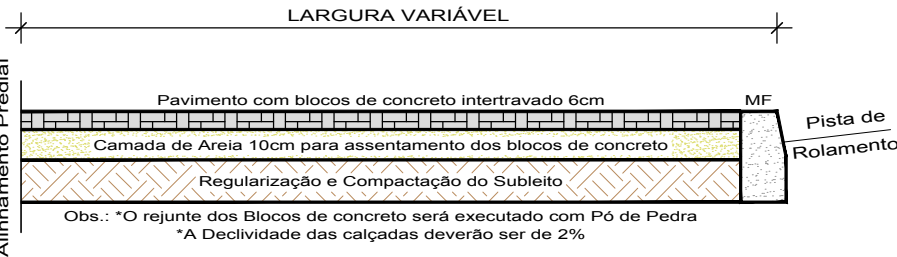 LARGURA VARIÁVEL
Alinhamento Predial
Pavimento com blocos de concreto intertravado 6cm
MF
Pista de
Rolamento
Camada de Areia 10cm para assentamento dos blocos de concreto
Regularização e Compactação do Subleito
Obs.: *O rejunte dos Blocos de concreto será executado com Pó de Pedra
*A Declividade das calçadas deverão ser de 2%